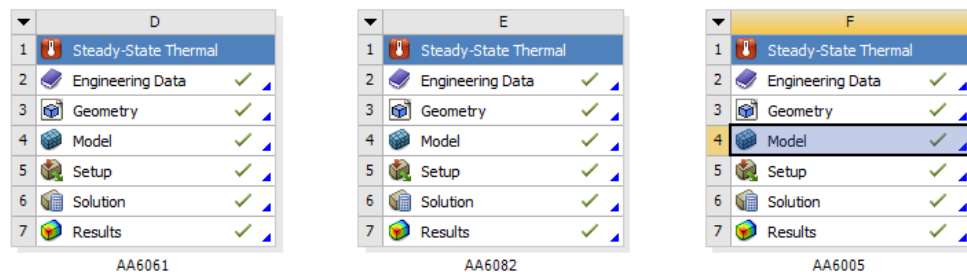 D
1 Steady-State Thermal
2 Engineering Data
3 Geometry
4 Model
5 Setup
6 Solution
7 Results
AA6061
E
1 Steady-State Thermal
2 Engineering Data
3 Geometry
4 Model
5 Setup
6 Solution
7 Results
AA6082
F
1 Steady-State Thermal
2 Engineering Data
3 Geometry
4 Model
5 Setup
6 Solution
7 Results
AA6005